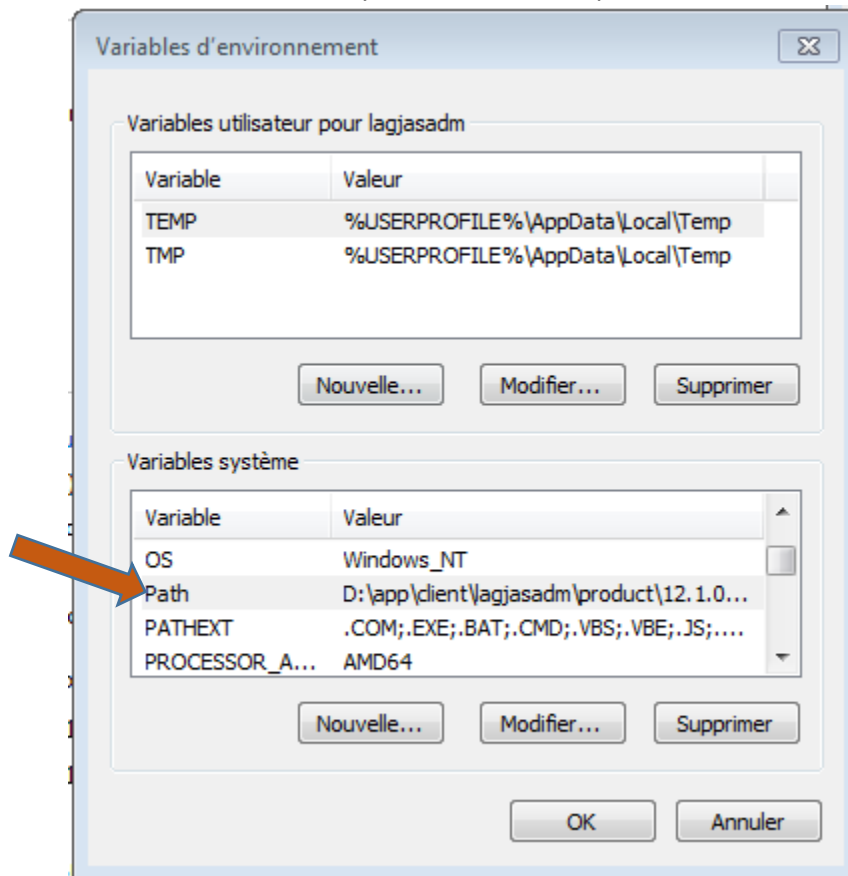 Variables d'environnement
Variables utilisateur pour lagjasadm
Variable Valeur
TEMP %USERPROFILE%\AppData\Local\Temp
TMP %USERPROFILE%\AppData\Local\Temp
Nouvelle... Modifier... Supprimer
Variables système
Variable Valeur
OS Windows_NT
Path D:\app\client\lagjasadm\product\12.1.0...
PATHEXT .COM;.EXE;.BAT;.CMD;.VBS;.VBE;.JS;....
PROCESSOR_A... AMD64
Nouvelle... Modifier... Supprimer
OK Annuler